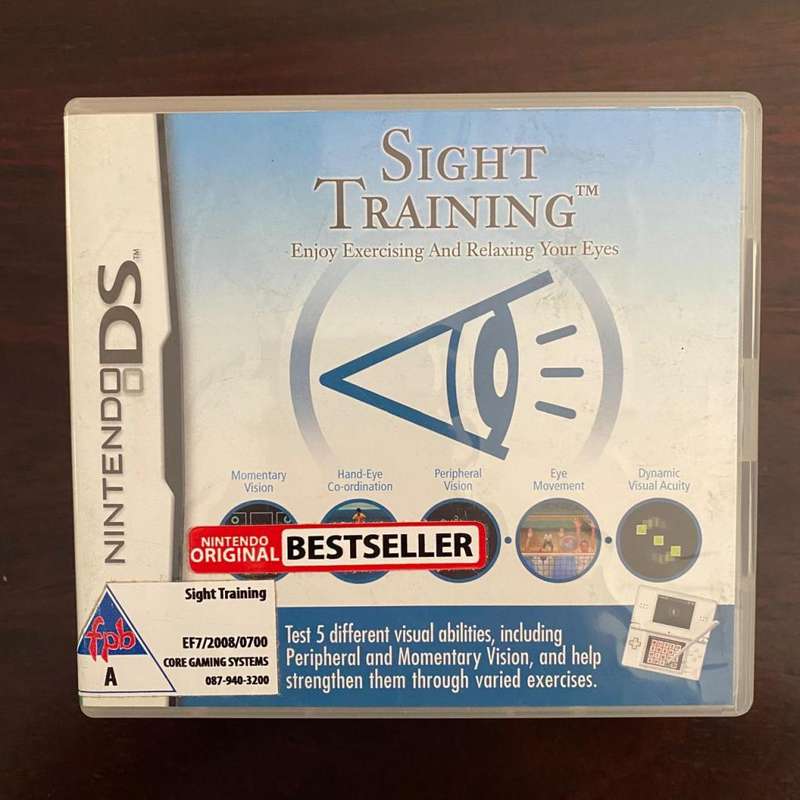 SIGHT
TRAINING™
Enjoy Exercising And Relaxing Your Eyes
NINTENDO DS™
Momentary
Vision
Hand-Eye
Co-ordination
Peripheral
Vision
Eye
Movement
Dynamic
Visual Acuity
NINTENDO
ORIGINAL
BESTSELLER
Sight Training
fpb
A
EF7/2008/0700
CORE GAMING SYSTEMS
087-940-3200
Test 5 different visual abilities, including
Peripheral and Momentary Vision, and help
strengthen them through varied exercises.